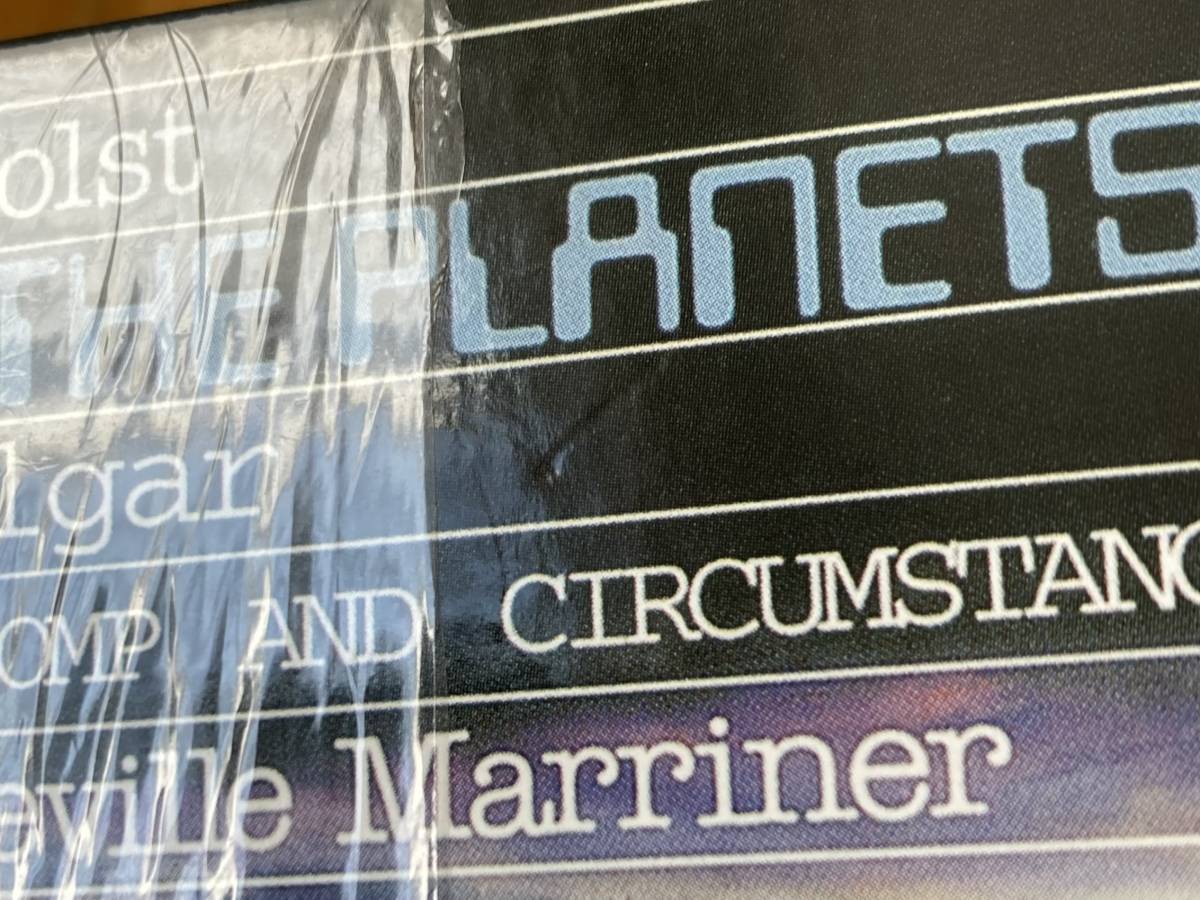 olst
THE PLANETS
lgar
OMP AND CIRCUMSTANC
eville Marriner